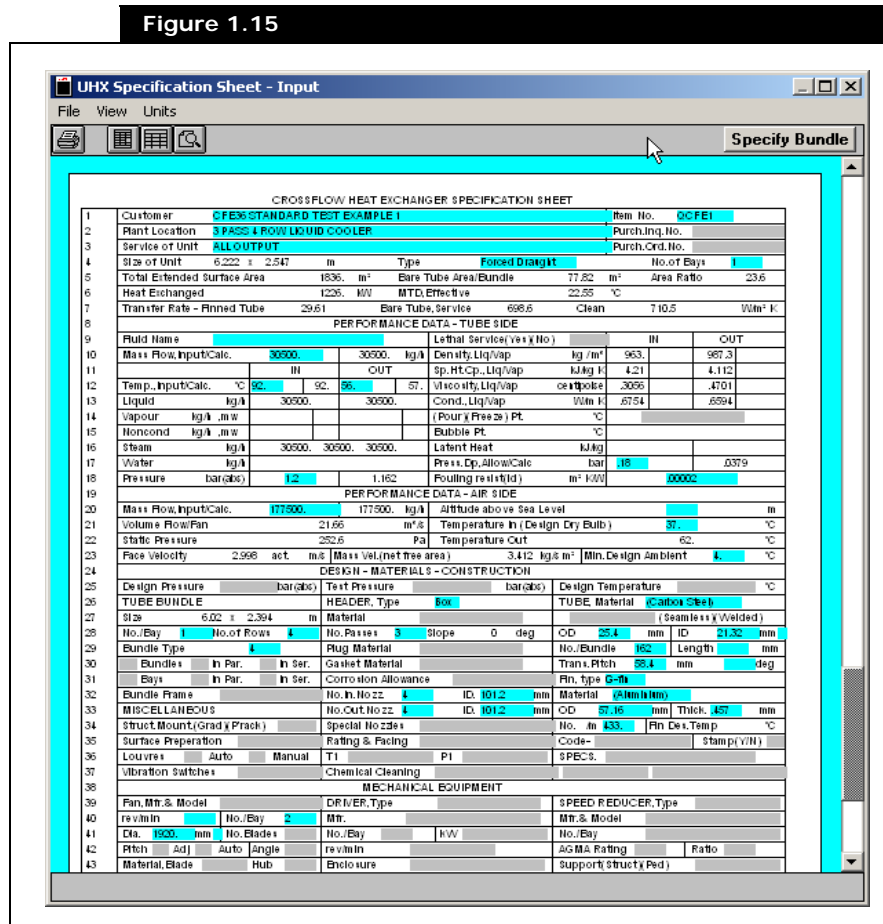 Figure 1.15
UHX Specification Sheet - Input
File View Units
Specify Bundle
CROSSFLOW HEAT EXCHANGER SPECIFICATION SHEET
1 Customer CFE36 STANDARD TEST EXAMPLE 1 Item No. QCFE1
2 Plant Location 3 PASS 4 ROW LIQUID COOLER Purch.Inq.No.
3 Service of Unit ALL OUTPUT Purch.Ord.No.
4 Size of Unit 6.222 x 2.547 m Type Forced Draught No.of Bays 1
5 Total Extended Surface Area 1836. m² Bare Tube Area/Bundle 77.82 m² Area Ratio 23.6
6 Heat Exchanged 1226. kW MTD, Effective 22.55 °C
7 Transfer Rate - Finned Tube 29.61 Bare Tube, Service 698.6 Clean 710.5 W/m² K
8 PERFORMANCE DATA - TUBE SIDE
9 Fluid Name Lethal Service(Yes)(No) IN OUT
10 Mass Flow, Input/Calc. 30500. 30500. kg/h Density, Liq/Vap kg/m³ 963. 987.3
11 IN OUT Sp.Ht.Cp., Liq/Vap kJ/kg K 4.21 4.112
12 Temp., Input/Calc. °C 92. 92. 56. 57. Viscosity, Liq/Vap centipoise .3056 .4701
13 Liquid kg/h 30500. 30500. Cond., Liq/Vap W/m K .6754 .6594
14 Vapour kg/h ,mw (Pour)(Freeze) Pt. °C
15 Noncond kg/h ,mw Bubble Pt. °C
16 Steam kg/h 30500. 30500. 30500. Latent Heat kJ/kg
17 Water kg/h Press. Dp, Allow/Calc bar .18 .0379
18 Pressure bar(abs) 1.2 1.162 Fouling resist(Id) m² K/W .00002
19 PERFORMANCE DATA - AIR SIDE
20 Mass Flow, Input/Calc. 177500. 177500. kg/h Altitude above Sea Level m
21 Volume Flow/Fan 21.66 m³/s Temperature In (Design Dry Bulb) 37. °C
22 Static Pressure 252.6 Pa Temperature Out 62. °C
23 Face Velocity 2.998 act. m/s Mass Vel.(net free area) 3.412 kg/s m² Min. Design Ambient 4. °C
24 DESIGN - MATERIALS - CONSTRUCTION
25 Design Pressure bar(abs) Test Pressure bar(abs) Design Temperature °C
26 TUBE BUNDLE HEADER, Type Box TUBE, Material (Carbon Steel)
27 Size 6.02 x 2.394 m Material (Seamless)(Welded)
28 No./Bay 1 No.of Rows 4 No.Passes 3 Slope 0 deg OD 25.4 mm ID 21.32 mm
29 Bundle Type 4 Plug Material No./Bundle 162 Length mm
30 Bundles In Par. In Ser. Gasket Material Trans. Pitch 58.4 mm deg
31 Bays In Par. In Ser. Corrosion Allowance Fin, type G-fin
32 Bundle Frame No.In.Nozz 4 ID. 101.2 mm Material (Aluminium)
33 MISCELLANEOUS No.Out.Nozz 4 ID. 101.2 mm OD 57.16 mm Thick. .457 mm
34 Struct.Mount.(Grad)(P'rack) Special Nozzles No. /m 433. Fin Des.Temp °C
35 Surface Preperation Rating & Facing Code- Stamp(Y/N)
36 Louvres Auto Manual T1 P1 SPECS.
37 Vibration Switches Chemical Cleaning
38 MECHANICAL EQUIPMENT
39 Fan, Mfr.& Model DRIVER, Type SPEED REDUCER, Type
40 rev/min No./Bay 2 Mfr. Mfr.& Model
41 Dia. 1920. mm No.Blades No./Bay kW No./Bay
42 Pitch Adj Auto Angle rev/min AGMA Rating Ratio
43 Material, Blade Hub Enclosure Support(Struct)(Ped)